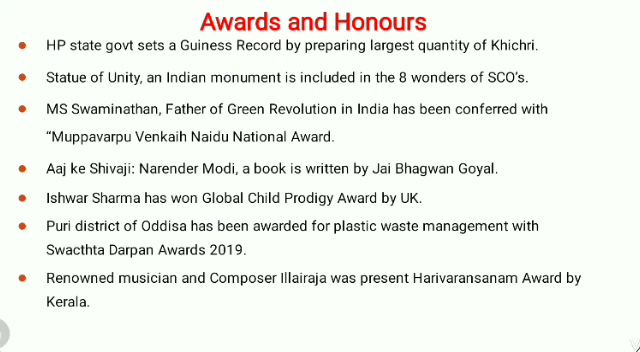 Awards and Honours
HP state govt sets a Guiness Record by preparing largest quantity of Khichri.
Statue of Unity, an Indian monument is included in the 8 wonders of SCO's.
MS Swaminathan, Father of Green Revolution in India has been conferred with
“Muppavarpu Venkaih Naidu National Award.
Aaj ke Shivaji: Narender Modi, a book is written by Jai Bhagwan Goyal.
Ishwar Sharma has won Global Child Prodigy Award by UK.
Puri district of Oddisa has been awarded for plastic waste management with
Swacthta Darpan Awards 2019.
Renowned musician and Composer Illairaja was present Harivaransanam Award by
Kerala.